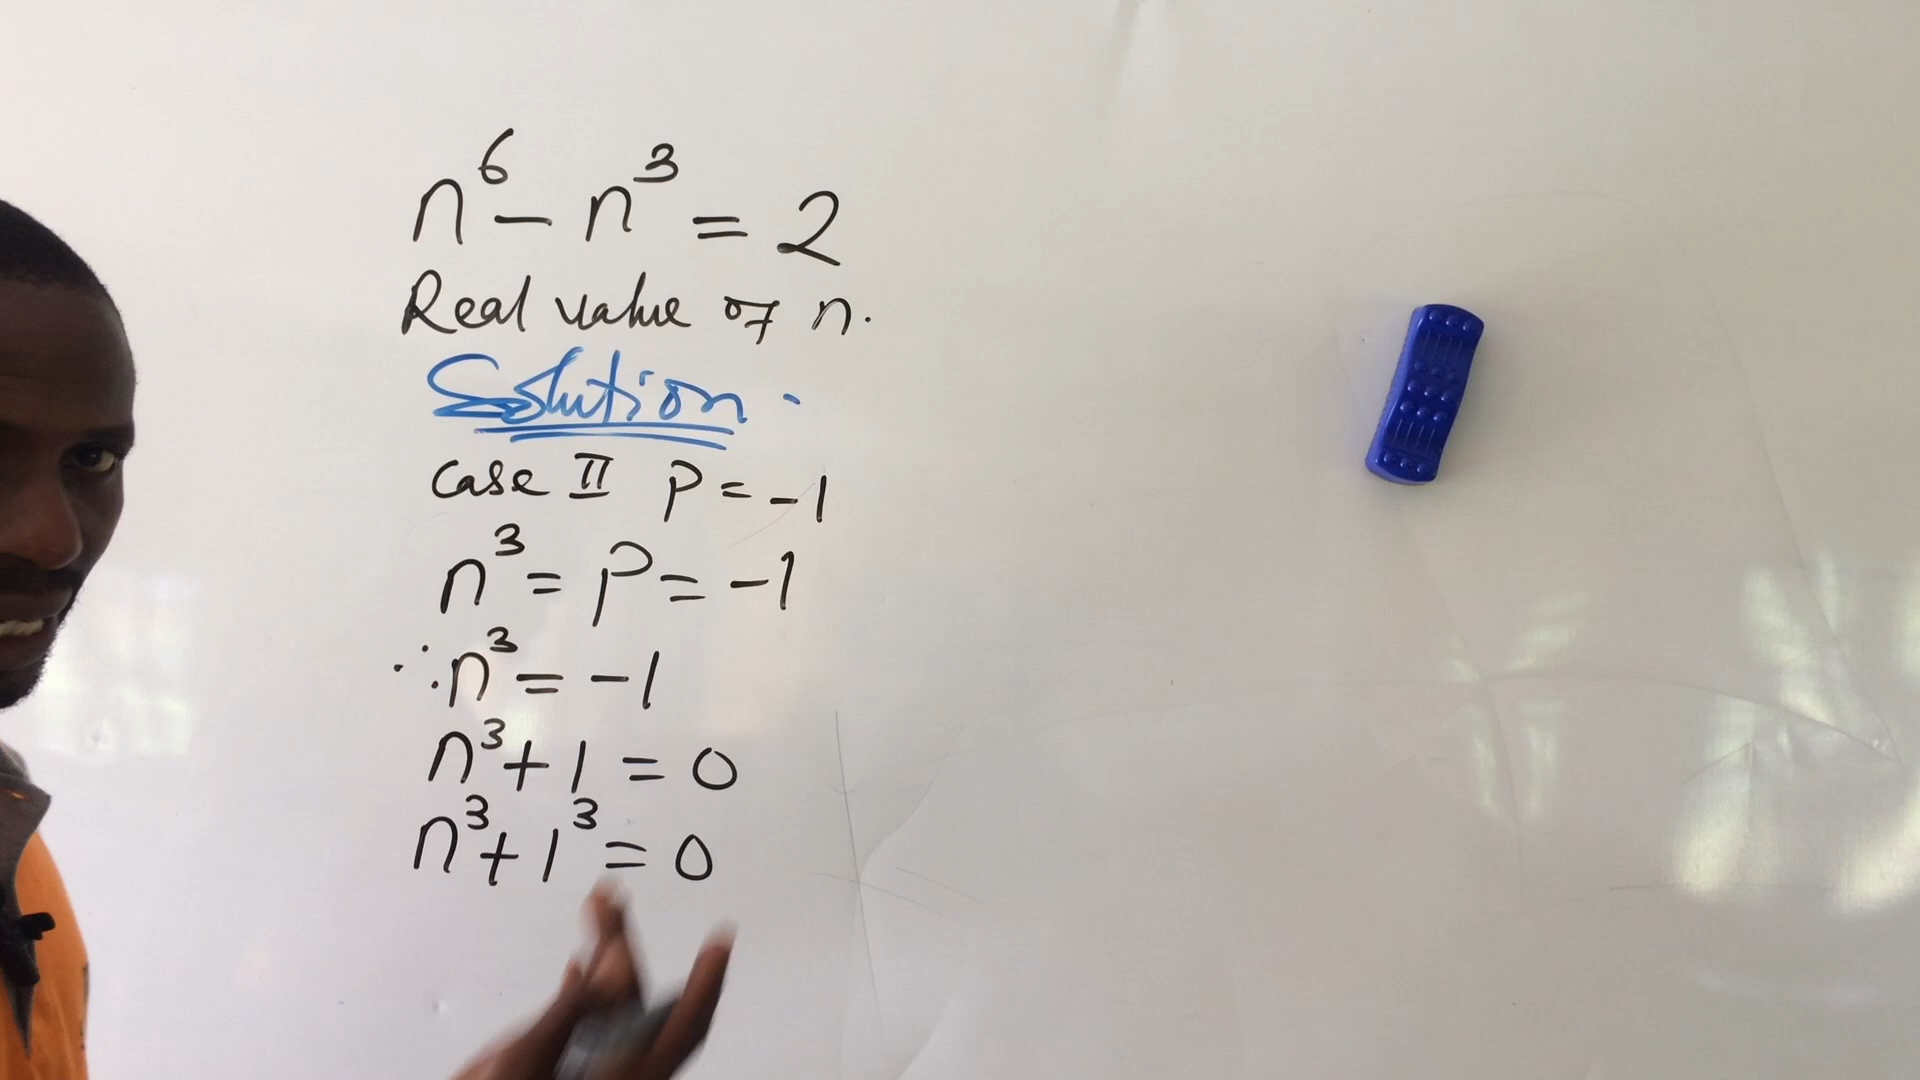 n⁶ - n³ = 2
Real value of n.
Solution.
Case II p = -1
n³ = p = -1
∴ n³ = -1
n³ + 1 = 0
n³ + 1³ = 0